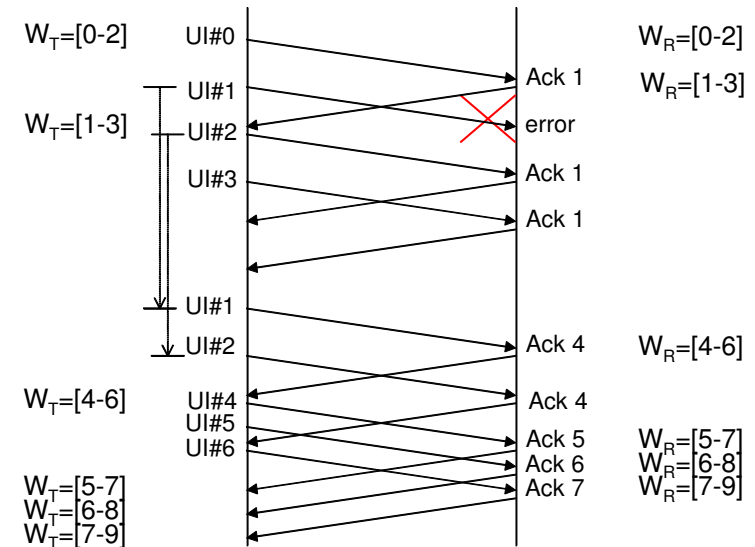 W_T=[0-2] UI#0 W_R=[0-2]
Ack 1 W_R=[1-3]
UI#1
W_T=[1-3] UI#2 error
Ack 1
UI#3
Ack 1
UI#1
UI#2 Ack 4 W_R=[4-6]
W_T=[4-6] UI#4 Ack 4
UI#5
UI#6 Ack 5 W_R=[5-7]
Ack 6 W_R=[6-8]
W_T=[5-7] Ack 7 W_R=[7-9]
W_T=[6-8]
W_T=[7-9]